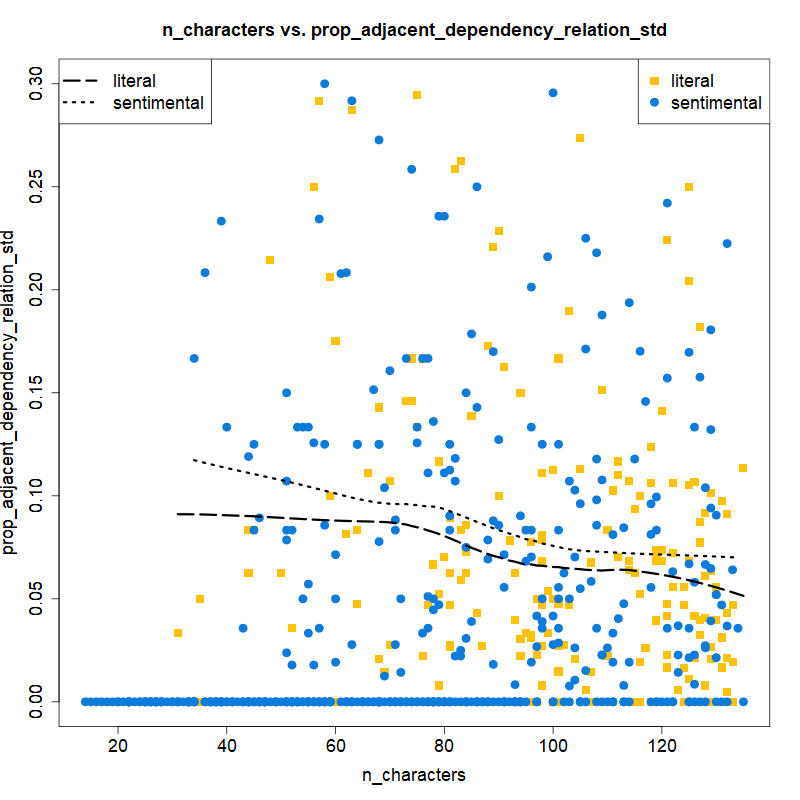 n_characters vs. prop_adjacent_dependency_relation_std
literal
sentimental
literal
sentimental
prop_adjacent_dependency_relation_std
0.30
0.25
0.20
0.15
0.10
0.05
0.00
20 40 60 80 100 120
n_characters